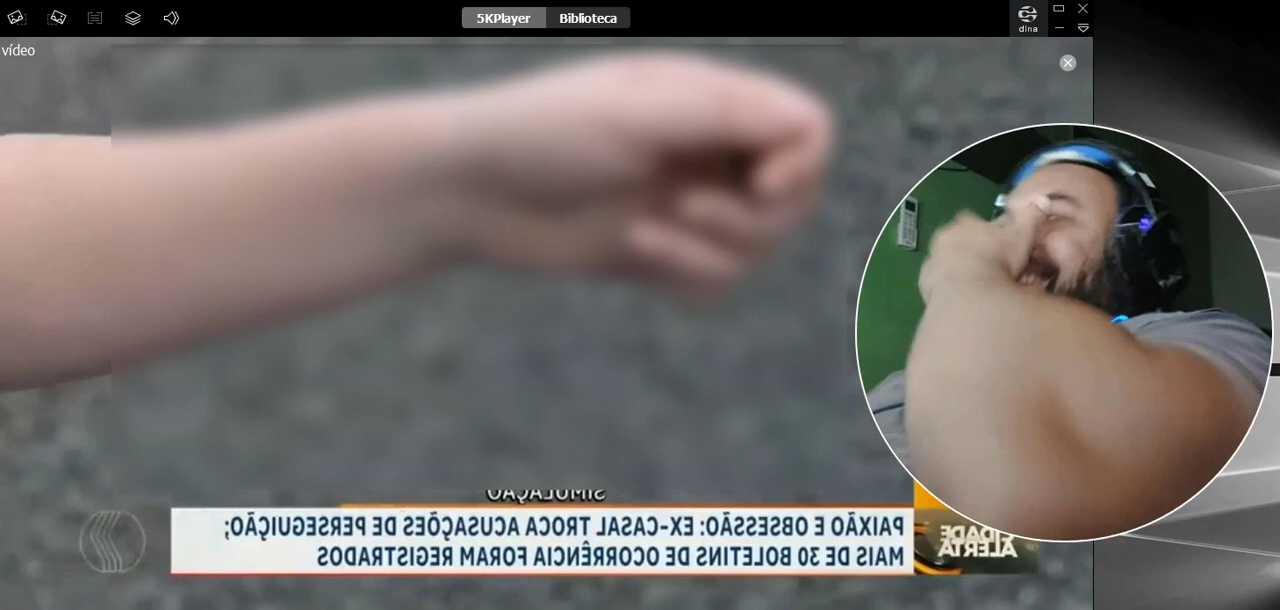 5KPlayer Biblioteca
dlna
vídeo
SIMULAÇÃO
PAIXÃO E OBSESSÃO: EX-CASAL TROCA ACUSAÇÕES DE PERSEGUIÇÃO;
MAIS DE 30 BOLETINS DE OCORRÊNCIA FORAM REGISTRADOS
CIDADE
ALERTA